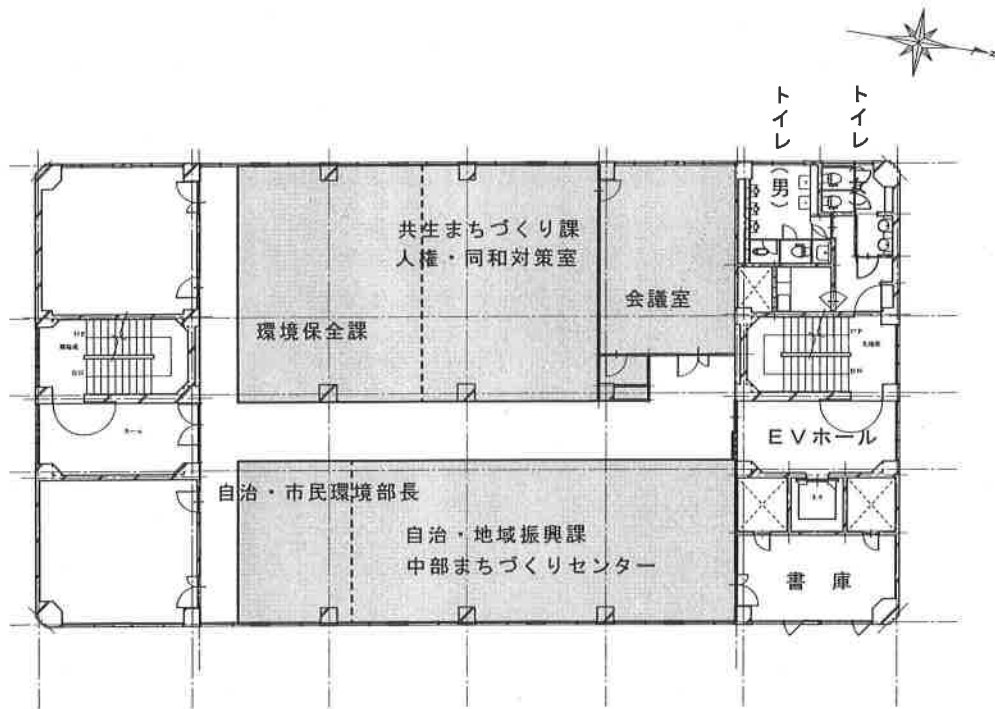 トイレ
トイレ
(男)
共生まちづくり課
人権・同和対策室
会議室
環境保全課
ホール
EVホール
自治・市民環境部長
自治・地域振興課
中部まちづくりセンター
書 庫